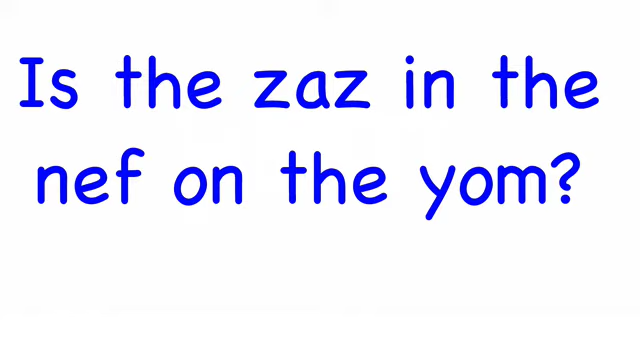 Is the zaz in the
nef on the yom?